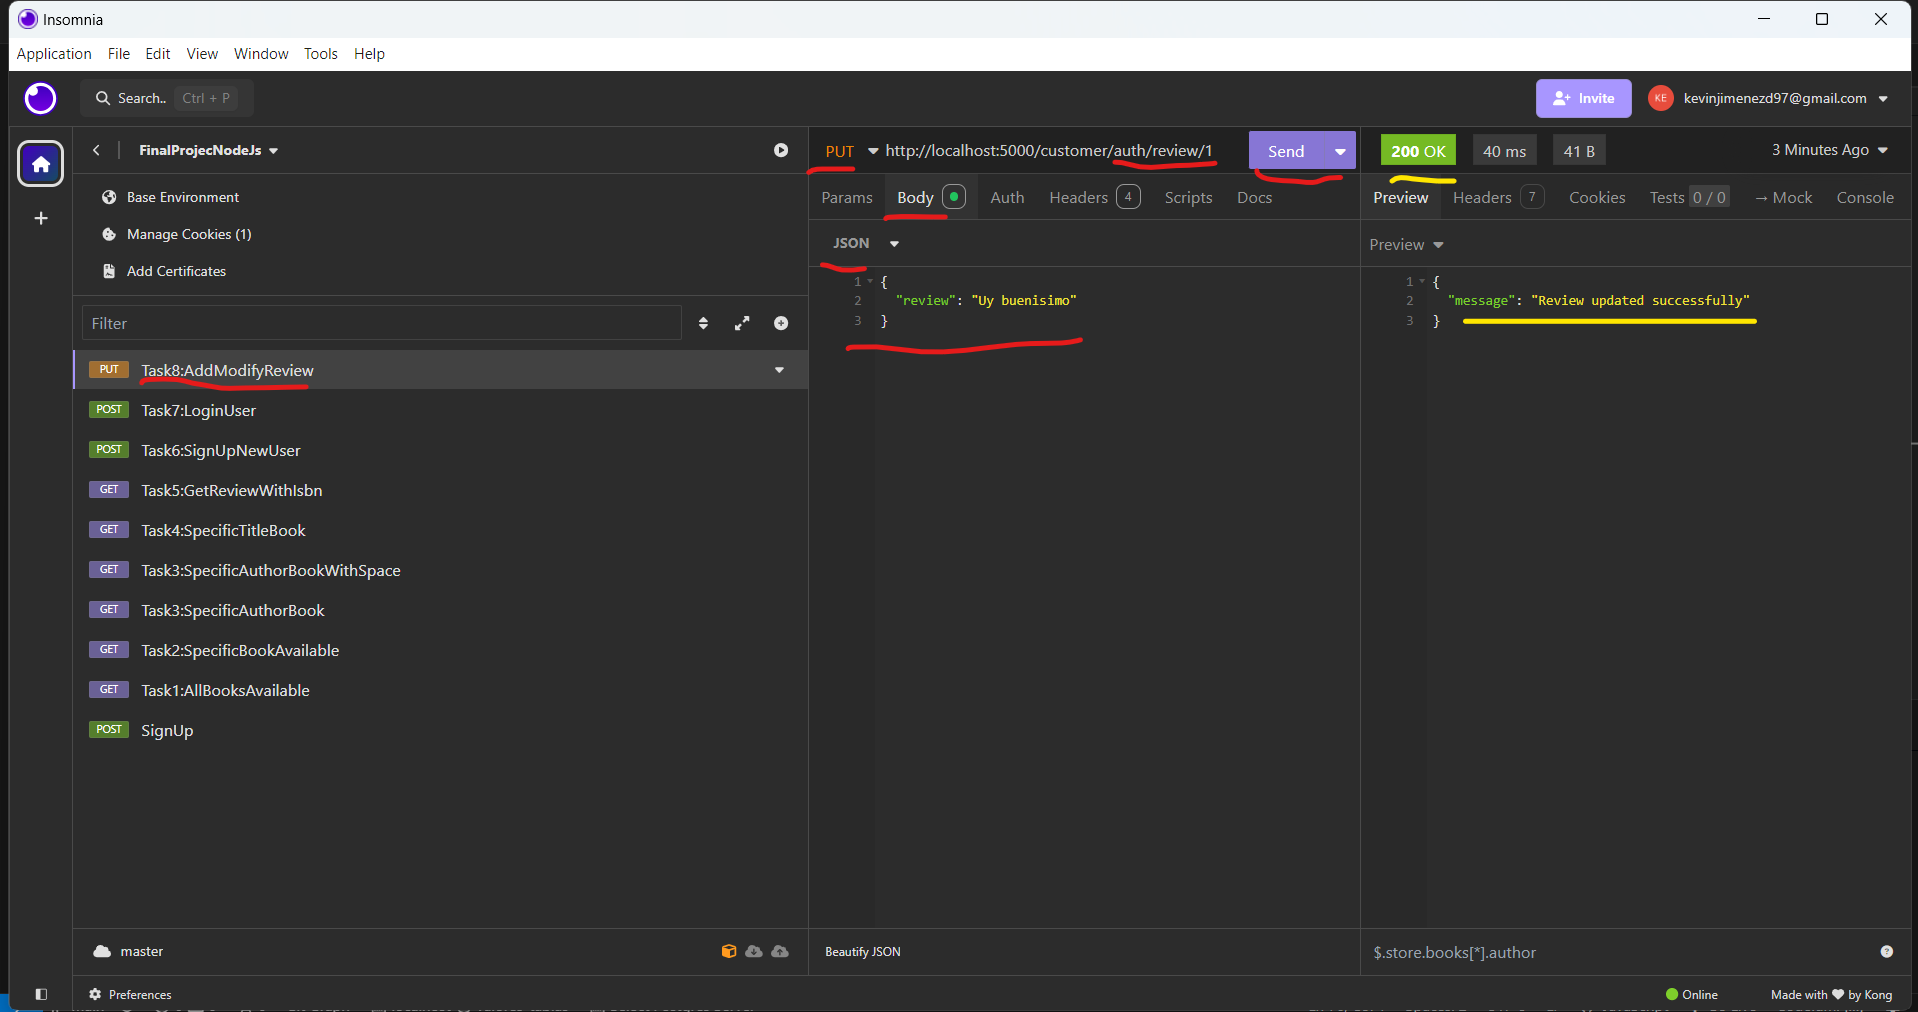 Insomnia
Application File Edit View Window Tools Help
Search.. Ctrl + P
Invite
KE kevinjimenezd97@gmail.com
FinalProjecNodeJs
Base Environment
Manage Cookies (1)
Add Certificates
Filter
PUT Task8:AddModifyReview
POST Task7:LoginUser
POST Task6:SignUpNewUser
GET Task5:GetReviewWithIsbn
GET Task4:SpecificTitleBook
GET Task3:SpecificAuthorBookWithSpace
GET Task3:SpecificAuthorBook
GET Task2:SpecificBookAvailable
GET Task1:AllBooksAvailable
POST SignUp
master
Preferences
PUT http://localhost:5000/customer/auth/review/1 Send
Params Body Auth Headers 4 Scripts Docs
JSON
1 {
2 "review": "Uy buenisimo"
3 }
Beautify JSON
200 OK 40 ms 41 B 3 Minutes Ago
Preview Headers 7 Cookies Tests 0 / 0 → Mock Console
Preview
1 {
2 "message": "Review updated successfully"
3 }
$.store.books[*].author
Online Made with ❤ by Kong